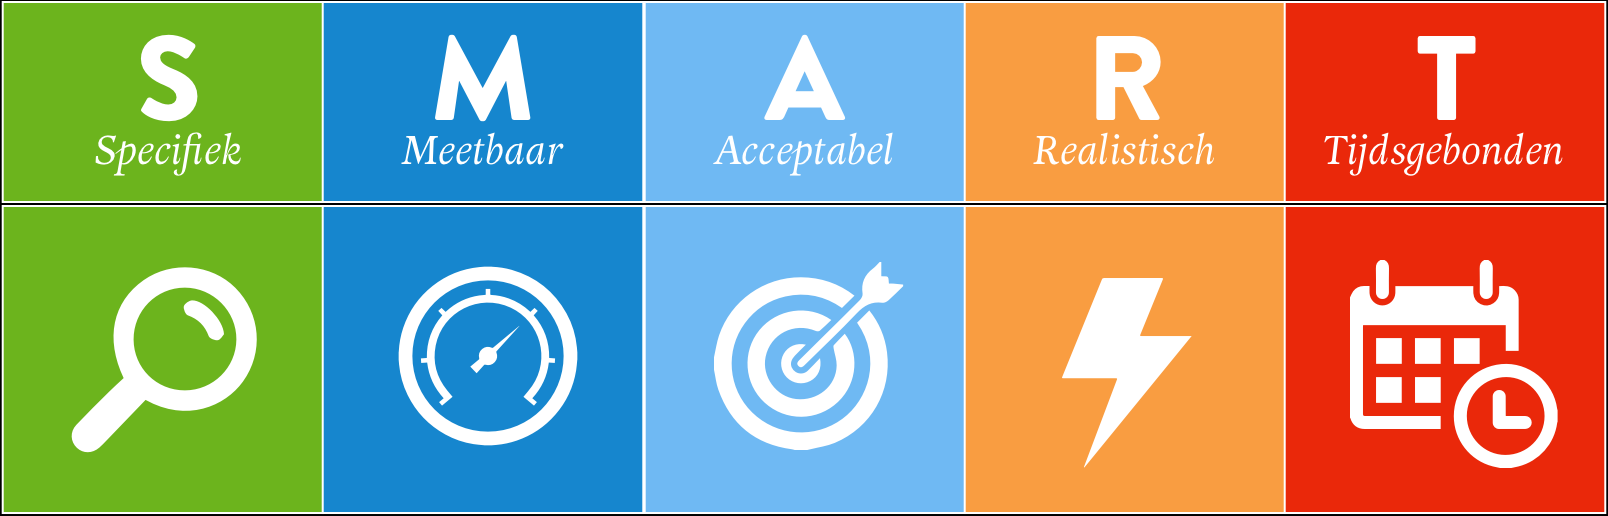 S
Specifiek
M
Meetbaar
A
Acceptabel
R
Realistisch
T
Tijdsgebonden